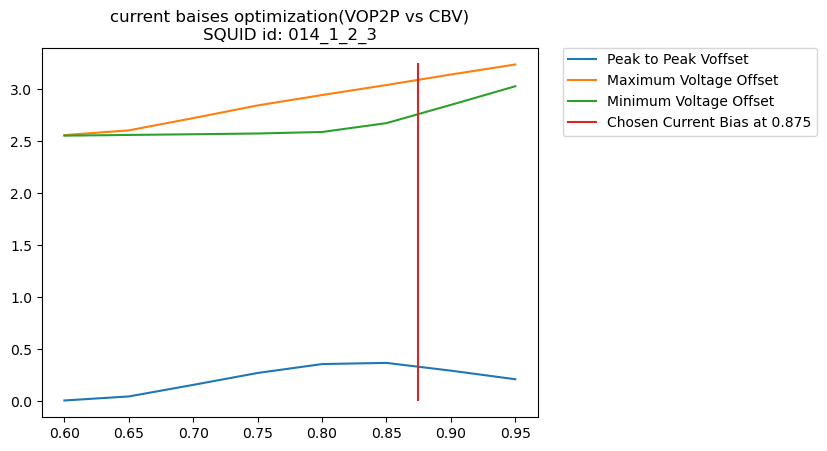 current baises optimization(VOP2P vs CBV)
SQUID id: 014_1_2_3
Peak to Peak Voffset
Maximum Voltage Offset
Minimum Voltage Offset
Chosen Current Bias at 0.875
3.0
2.5
2.0
1.5
1.0
0.5
0.0
0.60 0.65 0.70 0.75 0.80 0.85 0.90 0.95